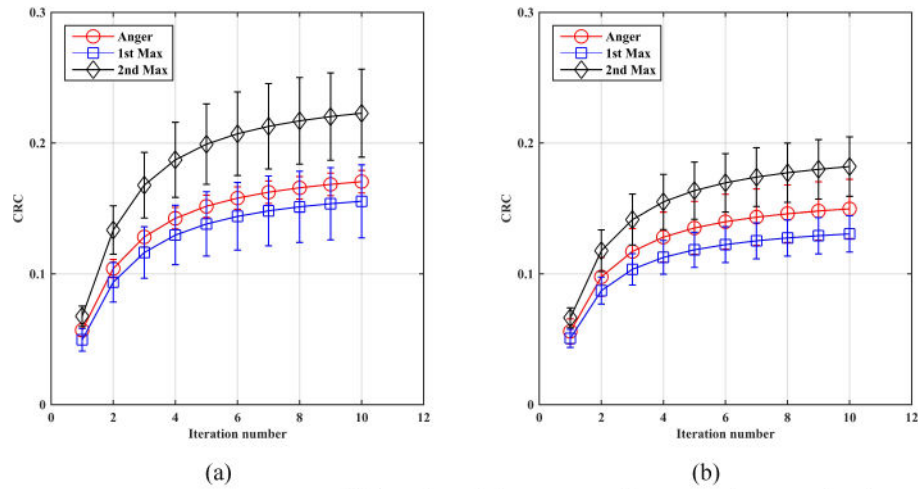 0.3
Anger
1st Max
2nd Max
0.2
CRC
0.1
0
0 2 4 6 8 10 12
Iteration number
(a)
0.3
Anger
1st Max
2nd Max
0.2
CRC
0.1
0
0 2 4 6 8 10 12
Iteration number
(b)